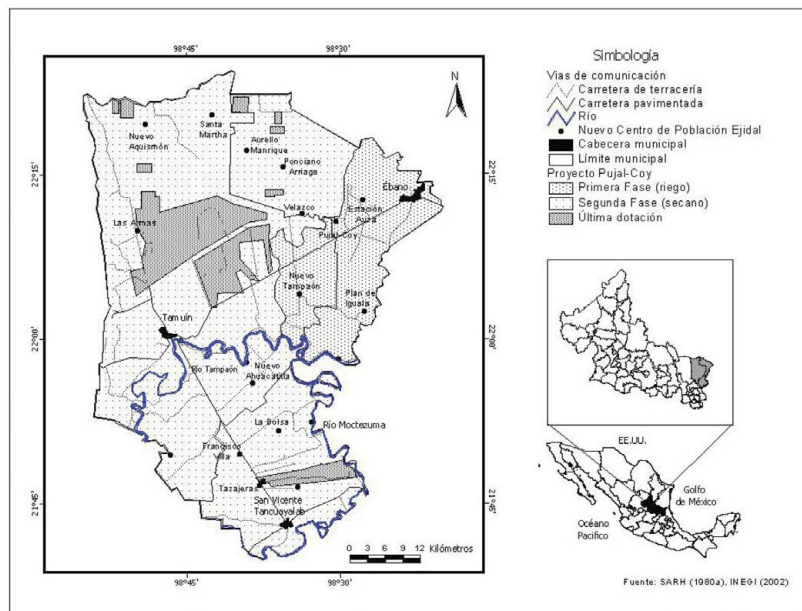 98°45'
98°30'
N
Nuevo
Aquismón
Santa
Martha
Aurelio
Manrique
Ponciano
Arriaga
22°15'
22°15'
Ebano
Estación
Velazco
Las Armas
Pujal-Coy
Nuevo
Tampaón
Plan de
Iguala
Tamuín
22°00'
22°00'
Río Tampaón
Nuevo
La Bolsa
Río Moctezuma
Francisco
Villa
Tazajeras
San Vicente
Tancuayalab
21°45'
21°45'
0 3 6 9 12 Kilómetros
98°45'
98°30'
Simbología
Vías de comunicación
Carretera de terracería
Carretera pavimentada
Río
Nuevo Centro de Población Ejidal
Cabecera municipal
Límite municipal
Proyecto Pujal-Coy
Primera Fase (riego)
Segunda Fase (secano)
Última dotación
EE.UU.
Golfo
de México
Océano
Pacifico
Fuente: SARH (1980a), INEGI (2002)